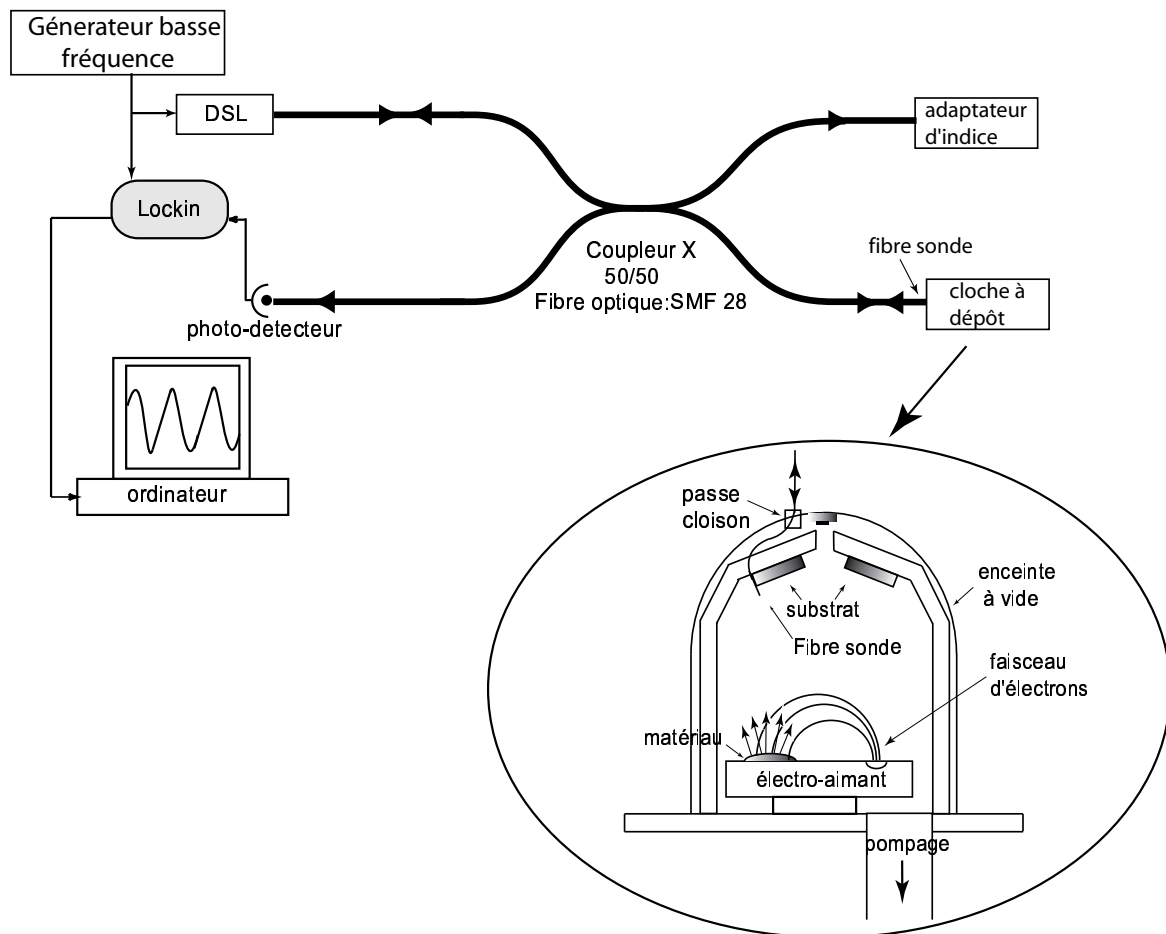 Génerateur basse
fréquence
DSL
adaptateur
d'indice
Lockin
Coupleur X
50/50
Fibre optique:SMF 28
fibre sonde
cloche à
dépôt
photo-detecteur
ordinateur
passe
cloison
enceinte
à vide
substrat
Fibre sonde
faisceau
d'électrons
matériau
électro-aimant
pompage